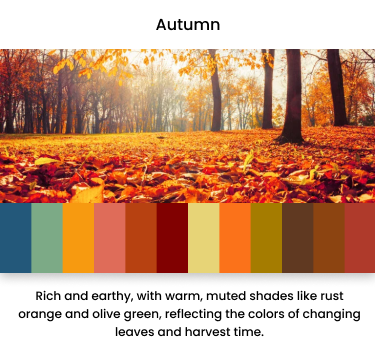 Autumn
Rich and earthy, with warm, muted shades like rust
orange and olive green, reflecting the colors of changing
leaves and harvest time.